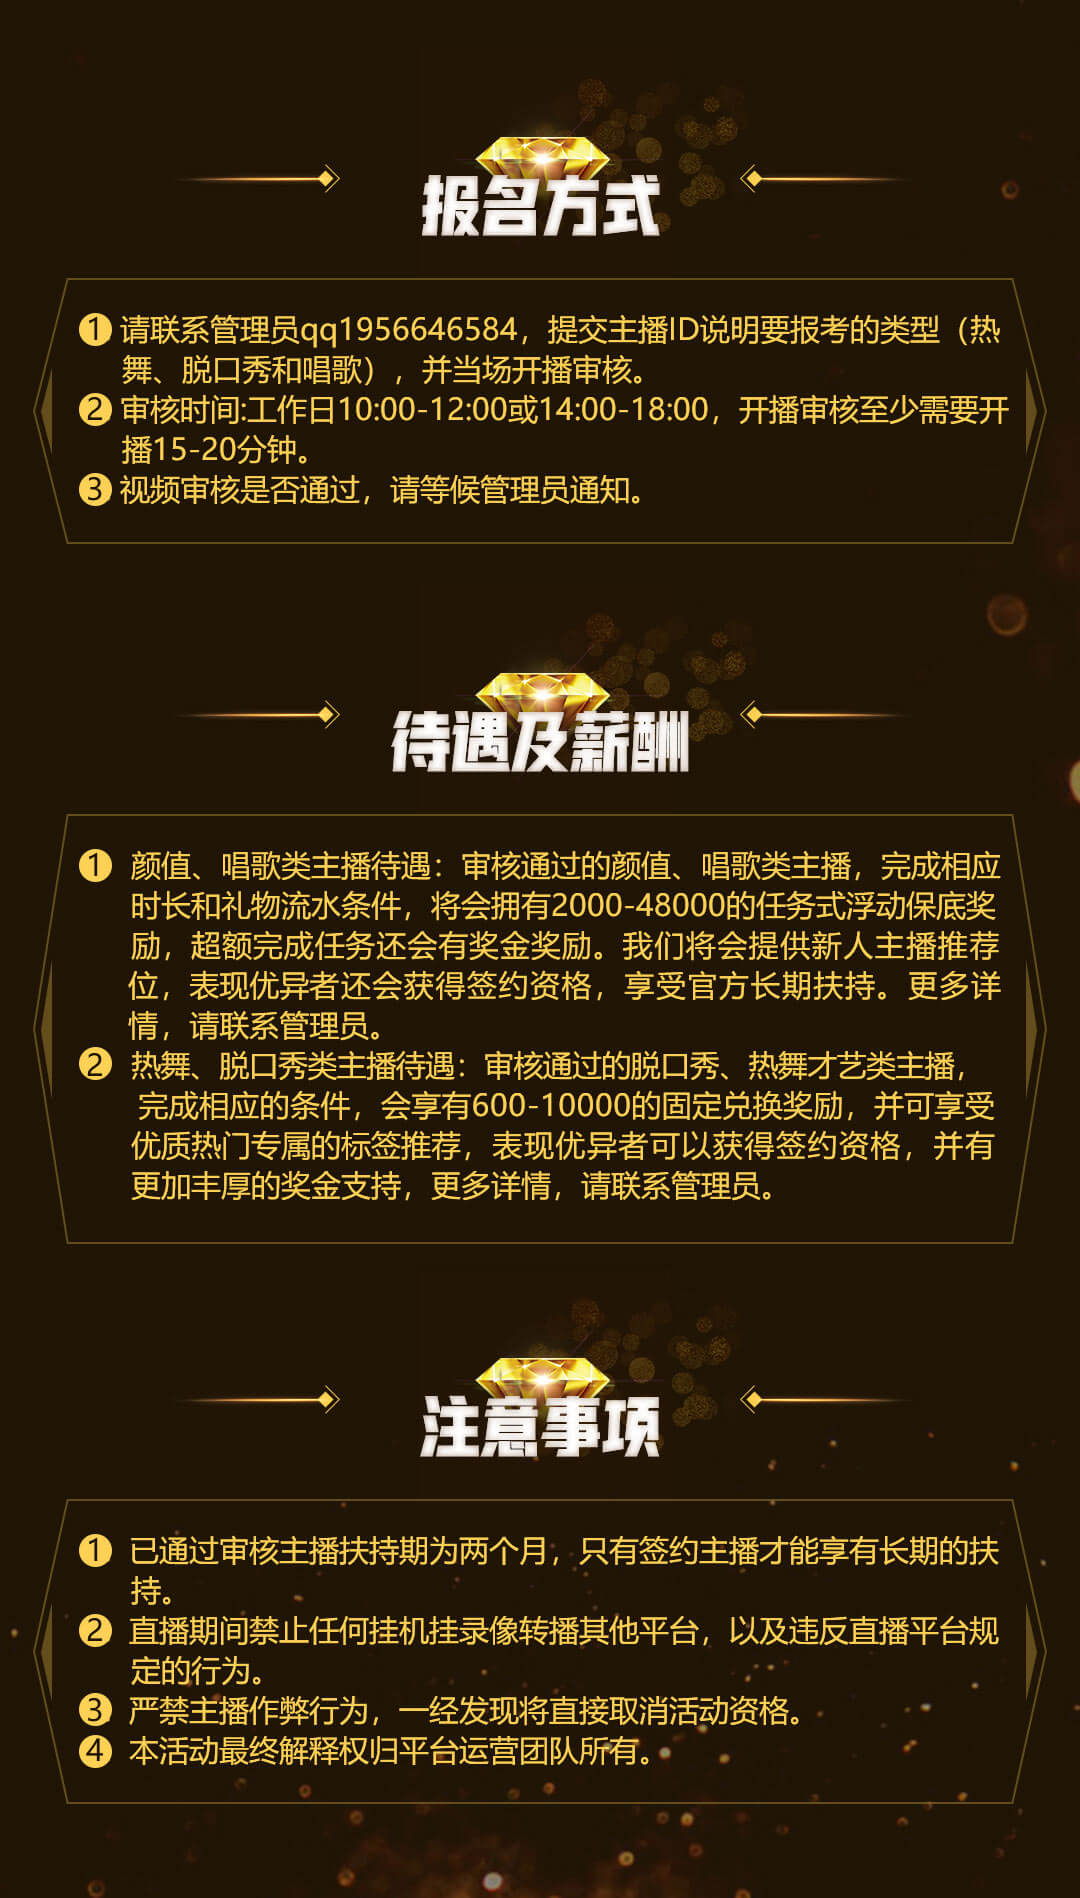 报名方式
1 请联系管理员qq1956646584，提交主播ID说明要报考的类型（热
舞、脱口秀和唱歌），并当场开播审核。
2 审核时间:工作日10:00-12:00或14:00-18:00，开播审核至少需要开
播15-20分钟。
3 视频审核是否通过，请等候管理员通知。
待遇及薪酬
1 颜值、唱歌类主播待遇：审核通过的颜值、唱歌类主播，完成相应
时长和礼物流水条件，将会拥有2000-48000的任务式浮动保底奖
励，超额完成任务还会有奖金奖励。我们将会提供新人主播推荐
位，表现优异者还会获得签约资格，享受官方长期扶持。更多详
情，请联系管理员。
2 热舞、脱口秀类主播待遇：审核通过的脱口秀、热舞才艺类主播，
完成相应的条件，会享有600-10000的固定兑换奖励，并可享受
优质热门专属的标签推荐，表现优异者可以获得签约资格，并有
更加丰厚的奖金支持，更多详情，请联系管理员。
注意事项
1 已通过审核主播扶持期为两个月，只有签约主播才能享有长期的扶
持。
2 直播期间禁止任何挂机挂录像转播其他平台，以及违反直播平台规
定的行为。
3 严禁主播作弊行为，一经发现将直接取消活动资格。
4 本活动最终解释权归平台运营团队所有。